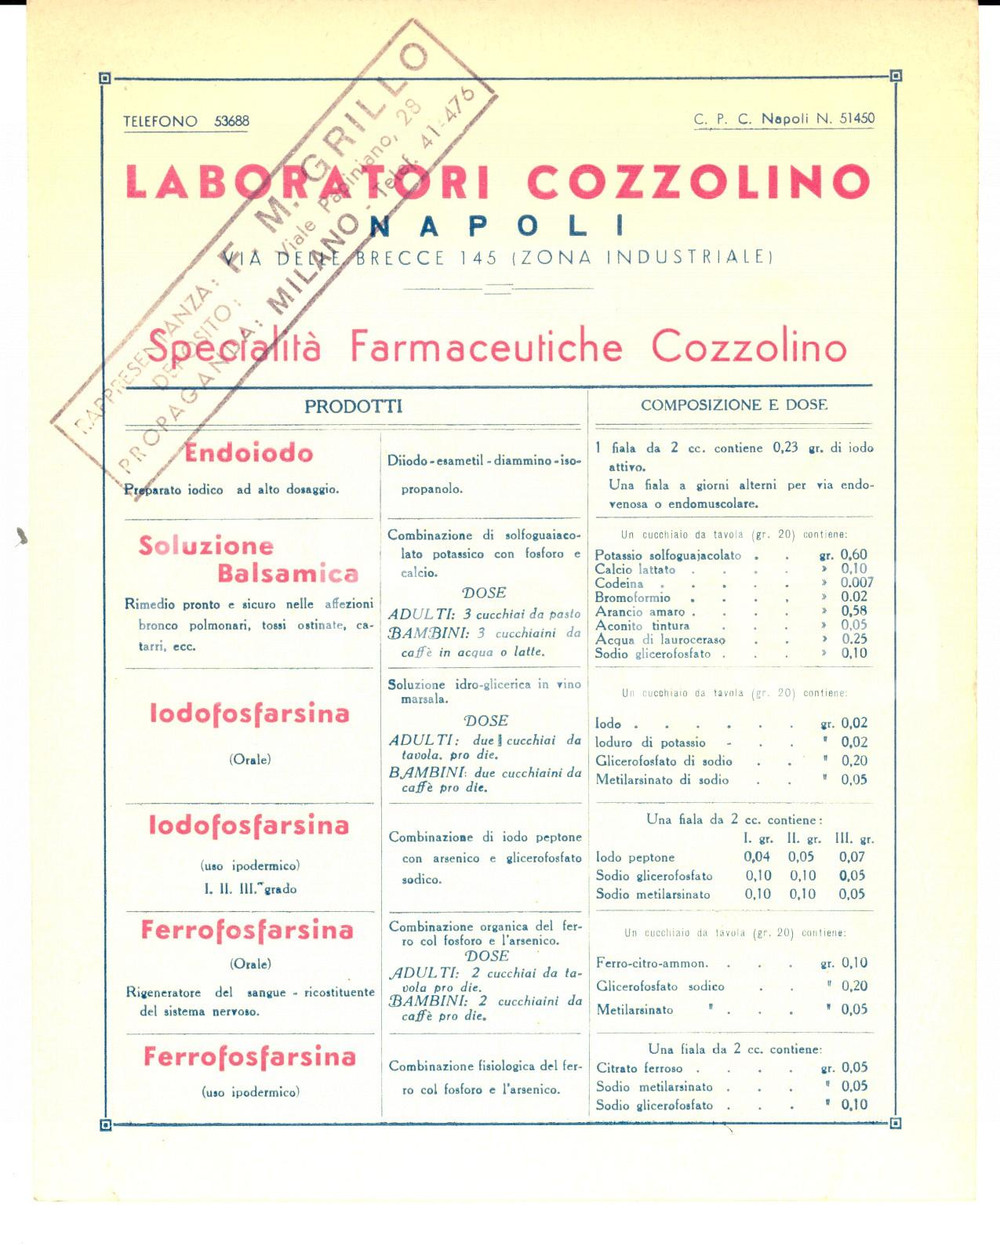 TELEFONO 53688
C. P. C. Napoli N. 51450
LABORATORI COZZOLINO
NAPOLI
VIA DELLE BRECCE 145 (ZONA INDUSTRIALE)
RAPPRESENTANZA:
DEPOSITO:
PROPAGANDA:
F. M. GRILLO
Viale Papiniano, 28
MILANO - Telef. 41-476
Specialità Farmaceutiche Cozzolino
PRODOTTI
COMPOSIZIONE E DOSE
Endoiodo
Preparato iodico ad alto dosaggio.
Diiodo-esametil-diammino-iso-
propanolo.
1 fiala da 2 cc. contiene 0,23 gr. di iodo
attivo.
Una fiala a giorni alterni per via endo-
venosa o endomuscolare.
Soluzione
Balsamica
Rimedio pronto e sicuro nelle affezioni
bronco polmonari, tossi ostinate, ca-
tarri, ecc.
Combinazione di solfoguaiaco-
lato potassico con fosforo e
calcio.
DOSE
ADULTI: 3 cucchiai da pasto
BAMBINI: 3 cucchiaini da
caffè in acqua o latte.
Un cucchiaio da tavola (gr. 20) contiene:
Potassio solfoguajacolato . . gr. 0,60
Calcio lattato . . . . » 0,10
Codeina . . . . . » 0.007
Bromoformio . . . . » 0.02
Arancio amaro . . . . » 0,58
Aconito tintura . . . » 0,05
Acqua di lauroceraso . . » 0.25
Sodio glicerofosfato . . . » 0,10
Iodofosfarsina
(Orale)
Soluzione idro-glicerica in vino
marsala.
DOSE
ADULTI: due cucchiai da
tavola. pro die.
BAMBINI: due cucchiaini da
caffè pro die.
Un cucchiaio da tavola (gr. 20) contiene:
Iodo . . . . . . gr. 0,02
Ioduro di potassio - . . " 0,02
Glicerofosfato di sodio . . " 0,20
Metilarsinato di sodio . . " 0,05
Iodofosfarsina
(uso ipodermico)
I. II. III.° grado
Combinazione di iodo peptone
con arsenico e glicerofosfato
sodico.
Una fiala da 2 cc. contiene:
I. gr. II. gr. III. gr.
Iodo peptone 0,04 0,05 0,07
Sodio glicerofosfato 0,10 0,10 0,05
Sodio metilarsinato 0,10 0,10 0,05
Ferrofosfarsina
(Orale)
Rigeneratore del sangue - ricostituente
del sistema nervoso.
Combinazione organica del fer-
ro col fosforo e l'arsenico.
DOSE
ADULTI: 2 cucchiai da ta-
vola pro die.
BAMBINI: 2 cucchiaini da
caffè pro die.
Un cucchiaio da tavola (gr. 20) contiene:
Ferro-citro-ammon. . . . gr. 0,10
Glicerofosfato sodico . . " 0,20
Metilarsinato " . . . " 0,05
Ferrofosfarsina
(uso ipodermico)
Combinazione fisiologica del fer-
ro col fosforo e l'arsenico.
Una fiala da 2 cc. contiene:
Citrato ferroso . . . . gr. 0,05
Sodio metilarsinato . . . " 0,05
Sodio glicerofosfato . . . " 0,10